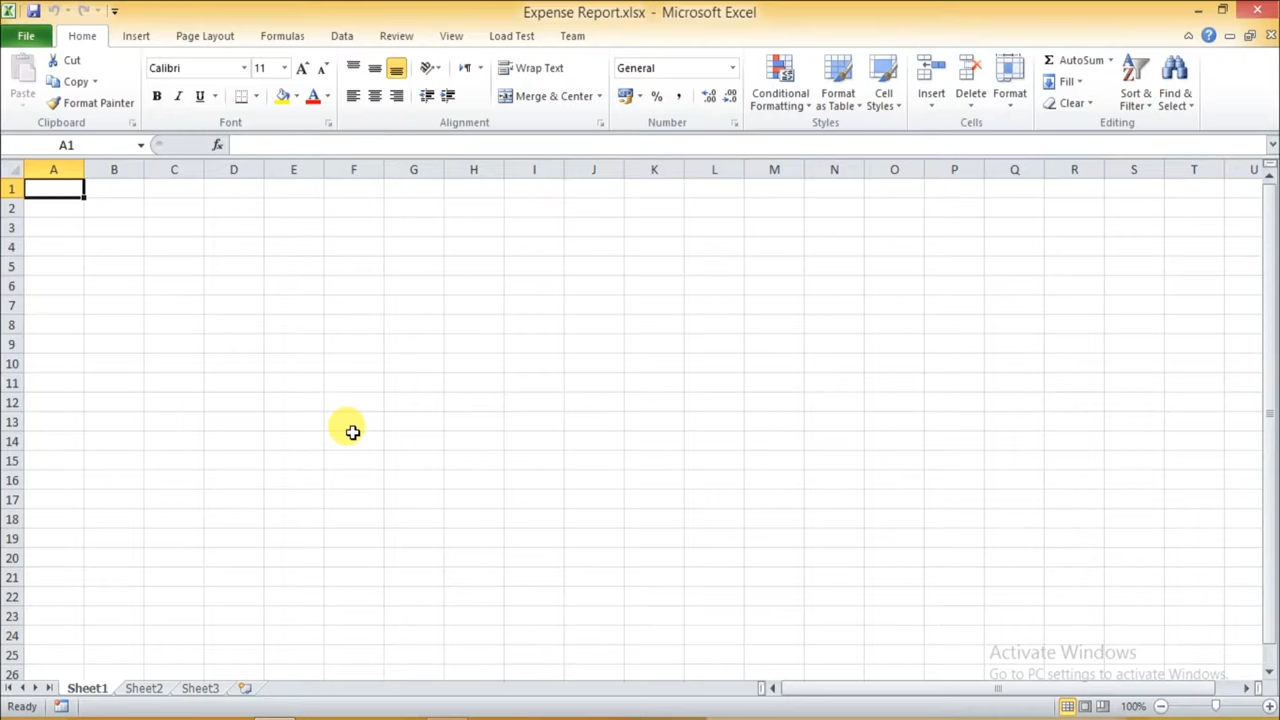 Expense Report.xlsx - Microsoft Excel
File Home Insert Page Layout Formulas Data Review View Load Test Team
Paste Cut Copy Format Painter Clipboard
Calibri 11 A A B I U A Font
Wrap Text Merge & Center Alignment
General % , Number
Conditional Formatting Format as Table Cell Styles Styles
Insert Delete Format Cells
Σ AutoSum Fill Clear Sort & Filter Find & Select Editing
A1 fx
A B C D E F G H I J K L M N O P Q R S T U
1
2
3
4
5
6
7
8
9
10
11
12
13
14
15
16
17
18
19
20
21
22
23
24
25
26
Activate Windows
Go to PC settings to activate Windows.
Sheet1 Sheet2 Sheet3
Ready 100%